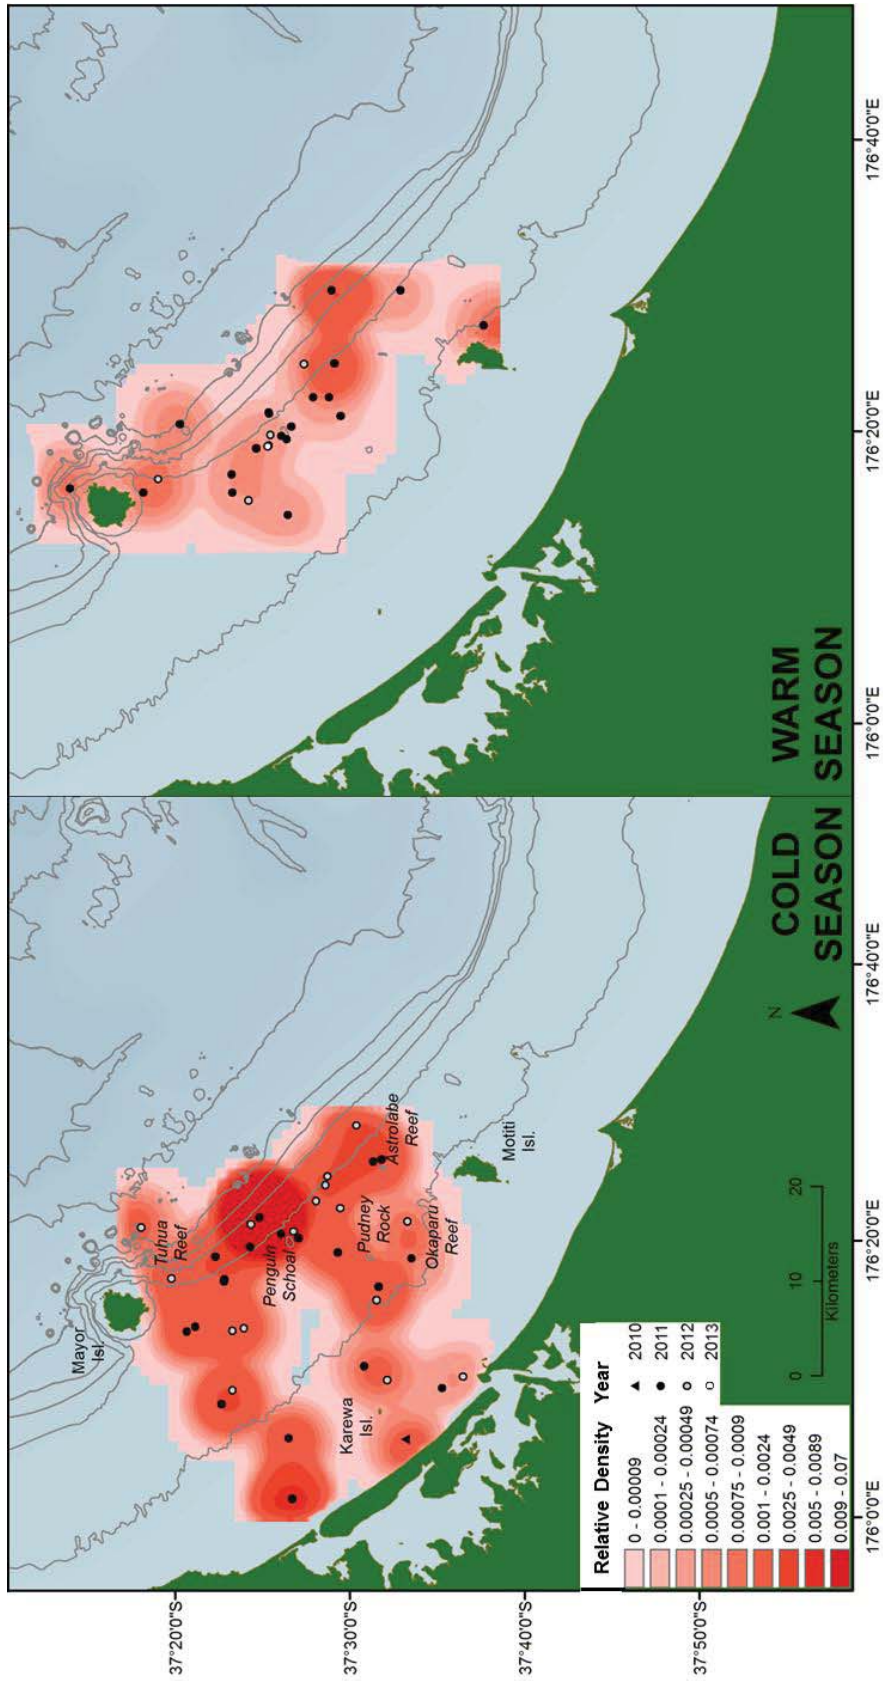 37°20'0"S
37°30'0"S
37°40'0"S
37°50'0"S
Mayor
Isl.
Tuhua
Reef
Penguin
Schoal
Karewa
Isl.
Pudney
Rock
Astrolabe
Reef
Okaparu
Reef
Motiti
Isl.
Relative Density
0 - 0.00009
0.0001 - 0.00024
0.00025 - 0.00049
0.0005 - 0.00074
0.00075 - 0.0009
0.001 - 0.0024
0.0025 - 0.0049
0.005 - 0.0089
0.009 - 0.07
Year
2010
2011
2012
2013
0 10 20
Kilometers
N
COLD
SEASON
WARM
SEASON
176°0'0"E 176°20'0"E 176°40'0"E 176°0'0"E 176°20'0"E 176°40'0"E